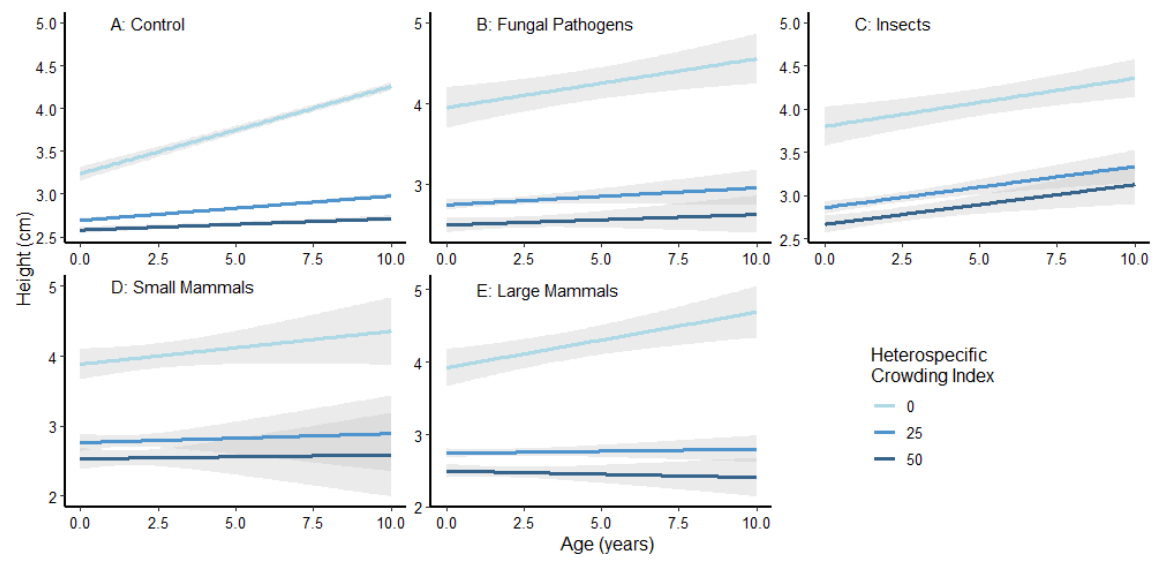 A: Control
5.0
4.5
4.0
3.5
3.0
2.5
0.0 2.5 5.0 7.5 10.0
B: Fungal Pathogens
5
4
3
0.0 2.5 5.0 7.5 10.0
C: Insects
5.0
4.5
4.0
3.5
3.0
2.5
0.0 2.5 5.0 7.5 10.0
Height (cm)
D: Small Mammals
5
4
3
2
0.0 2.5 5.0 7.5 10.0
E: Large Mammals
5
4
3
2
0.0 2.5 5.0 7.5 10.0
Age (years)
Heterospecific
Crowding Index
0
25
50